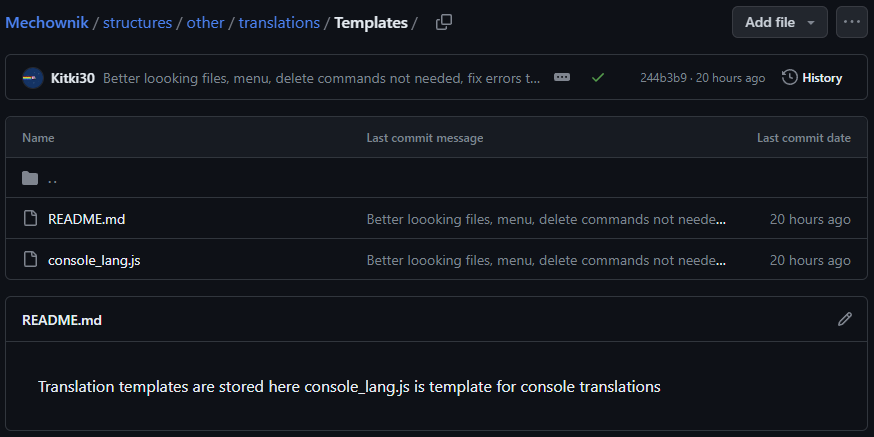 Mechownik / structures / other / translations / Templates / Add file
Kitki30 Better loooking files, menu, delete commands not needed, fix errors t... 244b3b9 · 20 hours ago History
Name Last commit message Last commit date
..
README.md Better loooking files, menu, delete commands not neede... 20 hours ago
console_lang.js Better loooking files, menu, delete commands not neede... 20 hours ago
README.md
Translation templates are stored here console_lang.js is template for console translations